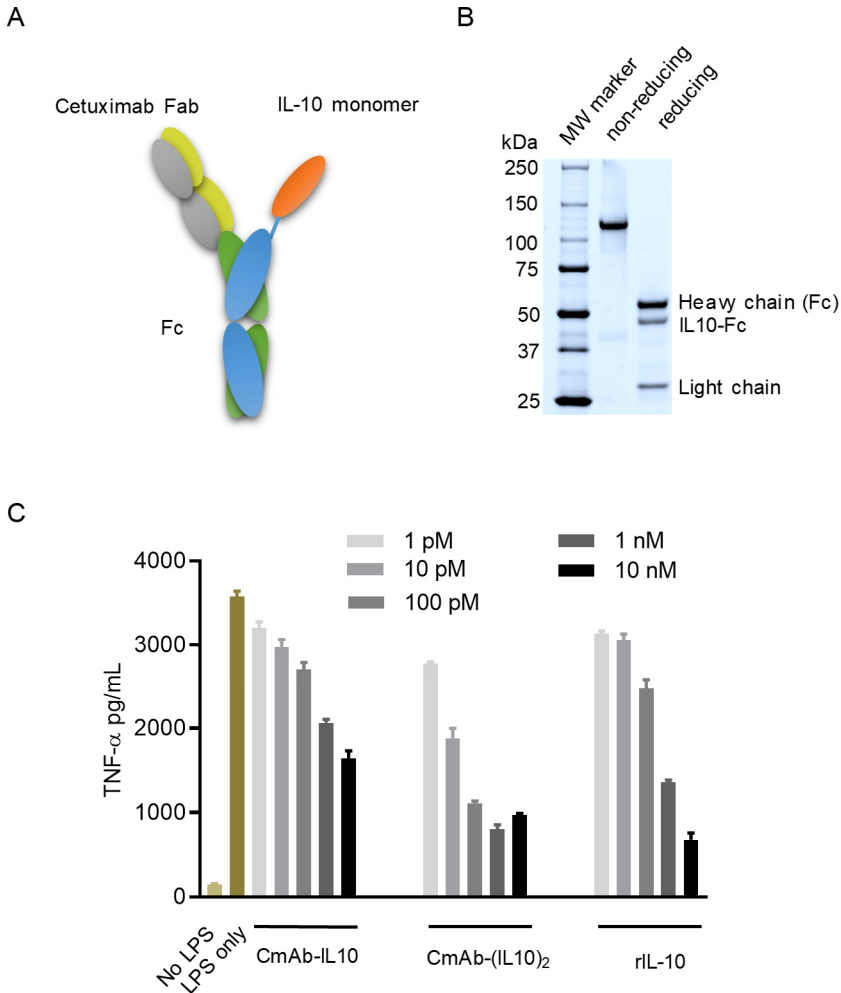 A
Cetuximab Fab
IL-10 monomer
Fc
B
MW marker
non-reducing
reducing
kDa
250
150
100
75
50
37
25
Heavy chain (Fc)
IL10-Fc
Light chain
C
1 pM
10 pM
100 pM
1 nM
10 nM
TNF-α pg/mL
4000
3000
2000
1000
0
No LPS
LPS only
CmAb-IL10
CmAb-(IL10)₂
rIL-10